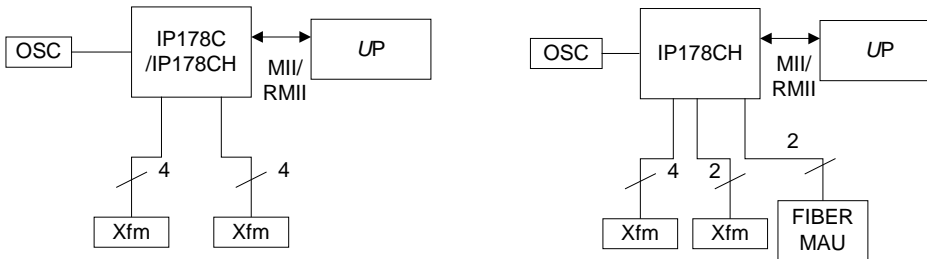 OSC
IP178C
/IP178CH
MII/
RMII
UP
4
4
Xfm
Xfm
OSC
IP178CH
MII/
RMII
UP
4
2
2
Xfm
Xfm
FIBER
MAU